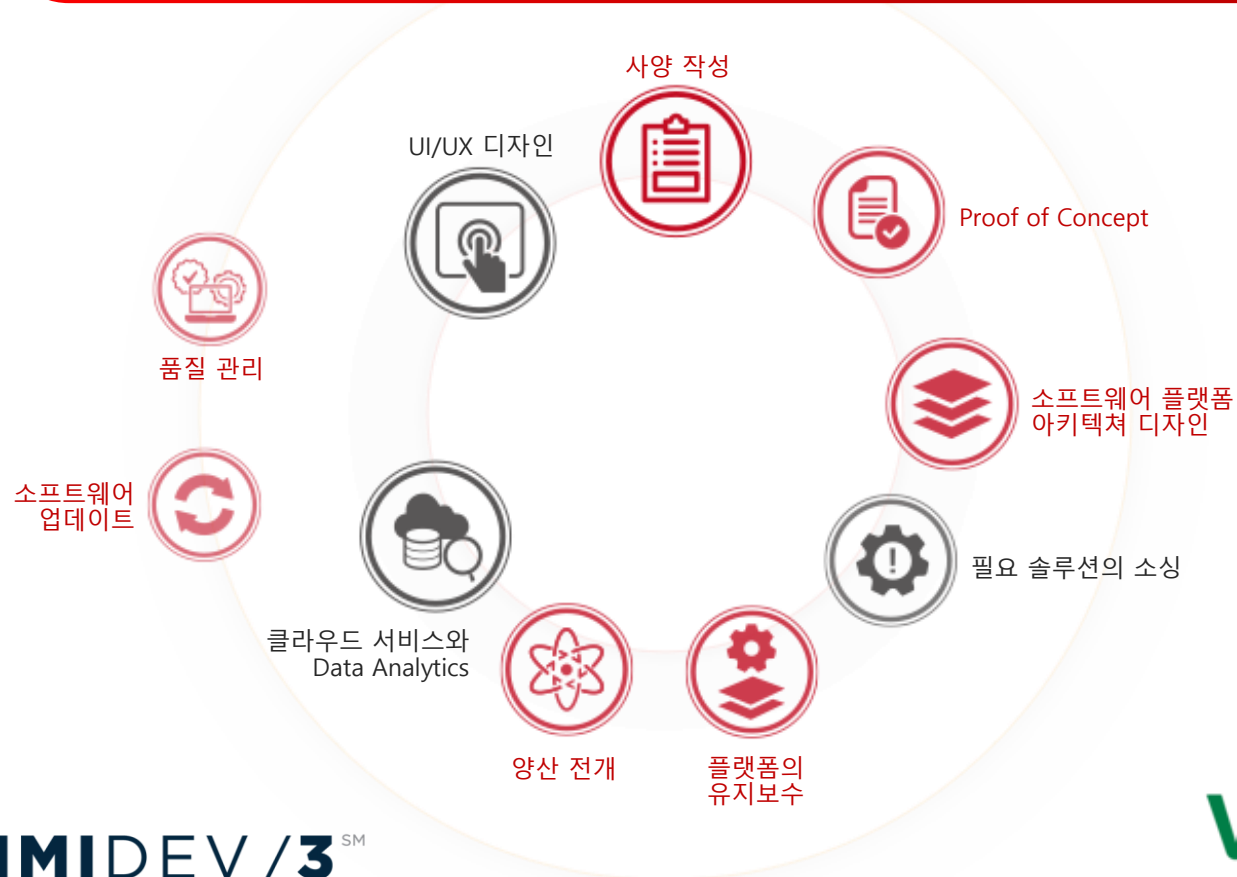 사양 작성
UI/UX 디자인
Proof of Concept
품질 관리
소프트웨어 플랫폼
아키텍쳐 디자인
소프트웨어
업데이트
필요 솔루션의 소싱
클라우드 서비스와
Data Analytics
양산 전개
플랫폼의
유지보수
IMIDEV/3 SM